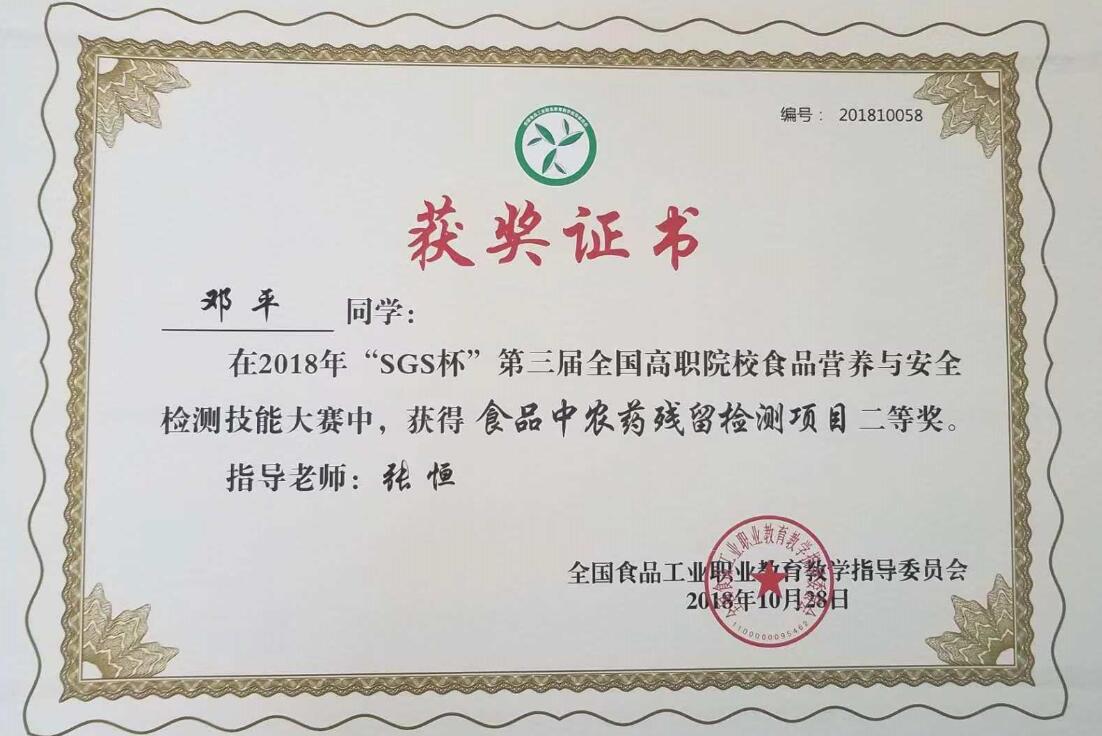 编号： 201810058
获奖证书
邓平 同学：
在2018年“SGS杯”第三届全国高职院校食品营养与安全
检测技能大赛中，获得 食品中农药残留检测项目 二等奖。
指导老师：张恒
全国食品工业职业教育教学指导委员会
2018年10月28日
1100000095462